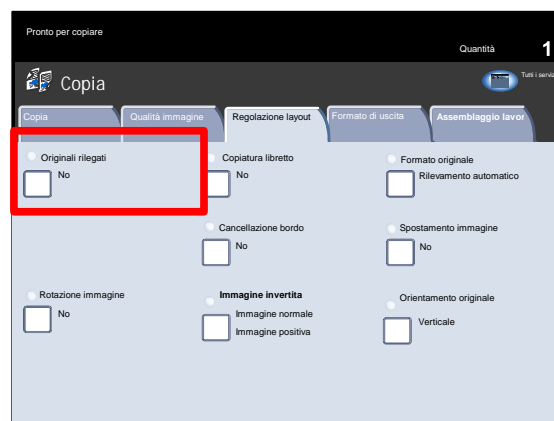 Pronto per copiare
Quantità 1
Copia
Tutti i serviz
Copia Qualità immagine Regolazione layout Formato di uscita Assemblaggio lavor
Originali rilegati Copiatura libretto Formato originale
No No Rilevamento automatico
Cancellazione bordo Spostamento immagine
No No
Rotazione immagine Immagine invertita Orientamento originale
No Immagine normale Verticale
Immagine positiva